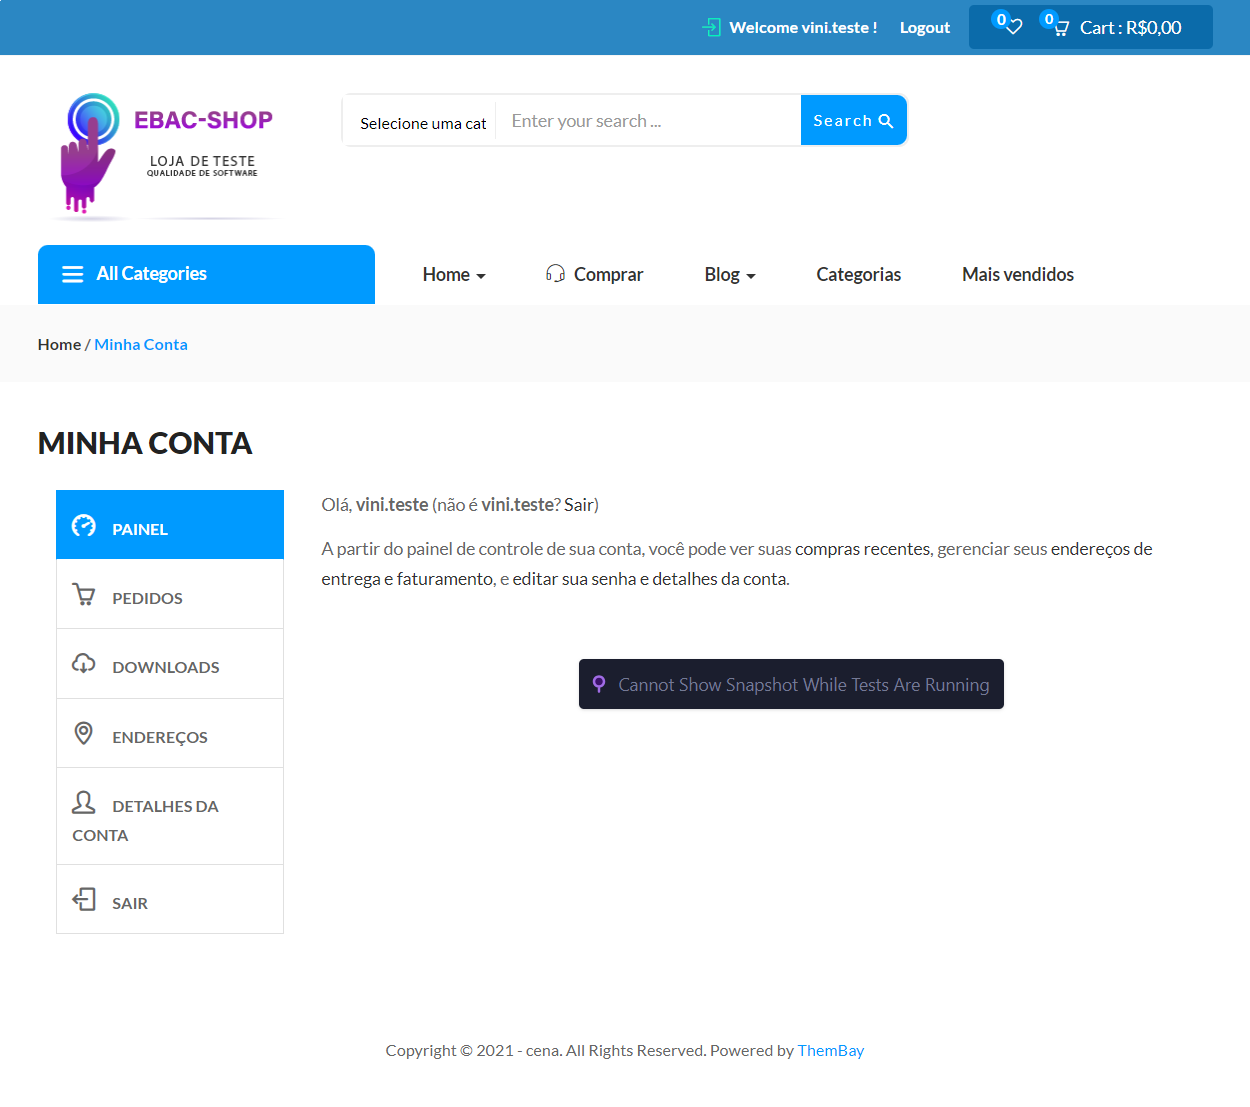 Welcome vini.teste !
Logout
0
0
Cart : R$0,00
EBAC-SHOP
LOJA DE TESTE
QUALIDADE DE SOFTWARE
Selecione uma cat
Enter your search ...
Search
All Categories
Home
Comprar
Blog
Categorias
Mais vendidos
Home / Minha Conta
MINHA CONTA
PAINEL
PEDIDOS
DOWNLOADS
ENDEREÇOS
DETALHES DA
CONTA
SAIR
Olá, vini.teste (não é vini.teste? Sair)
A partir do painel de controle de sua conta, você pode ver suas compras recentes, gerenciar seus endereços de
entrega e faturamento, e editar sua senha e detalhes da conta.
Cannot Show Snapshot While Tests Are Running
Copyright © 2021 - cena. All Rights Reserved. Powered by ThemBay